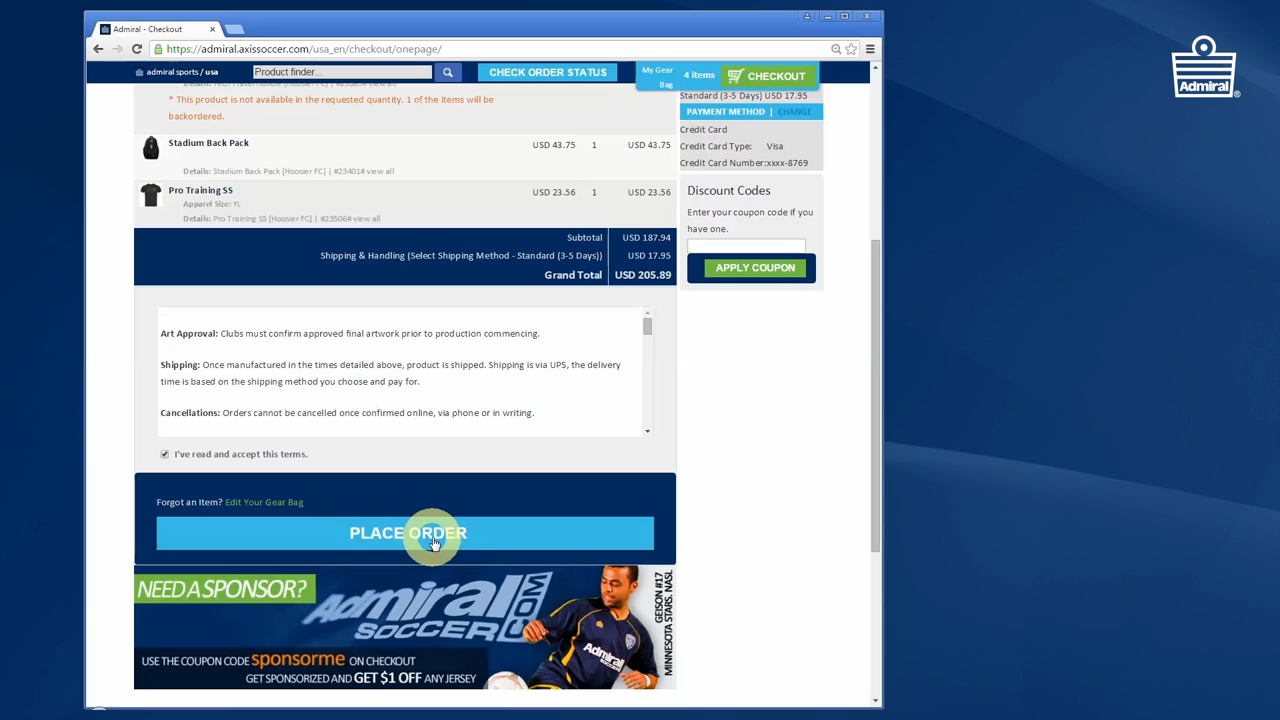 Admiral - Checkout
https://admiral.axissoccer.com/usa_en/checkout/onepage/
admiral sports / usa
Product finder...
CHECK ORDER STATUS
My Gear
Bag
4 items
CHECKOUT
* This product is not available in the requested quantity. 1 of the items will be
backordered.
Stadium Back Pack USD 43.75 1 USD 43.75
Details: Stadium Back Pack [Hoosier FC] | #23401# view all
Pro Training SS USD 23.56 1 USD 23.56
Apparel Size: YL
Details: Pro Training SS [Hoosier FC] | #23506# view all
Subtotal USD 187.94
Shipping & Handling (Select Shipping Method - Standard (3-5 Days)) USD 17.95
Grand Total USD 205.89
Art Approval: Clubs must confirm approved final artwork prior to production commencing.
Shipping: Once manufactured in the times detailed above, product is shipped. Shipping is via UPS, the delivery
time is based on the shipping method you choose and pay for.
Cancellations: Orders cannot be cancelled once confirmed online, via phone or in writing.
I've read and accept this terms.
Forgot an Item? Edit Your Gear Bag
PLACE ORDER
NEED A SPONSOR?
Admiral
SOCCER.COM
USE THE COUPON CODE sponsorme ON CHECKOUT
GET SPONSORIZED AND GET $1 OFF ANY JERSEY
Admiral
GEISON #17
MINNESOTA STARS. NASL
Standard (3-5 Days) USD 17.95
PAYMENT METHOD | CHANGE
Credit Card
Credit Card Type: Visa
Credit Card Number:xxxx-8769
Discount Codes
Enter your coupon code if you
have one.
APPLY COUPON
Admiral